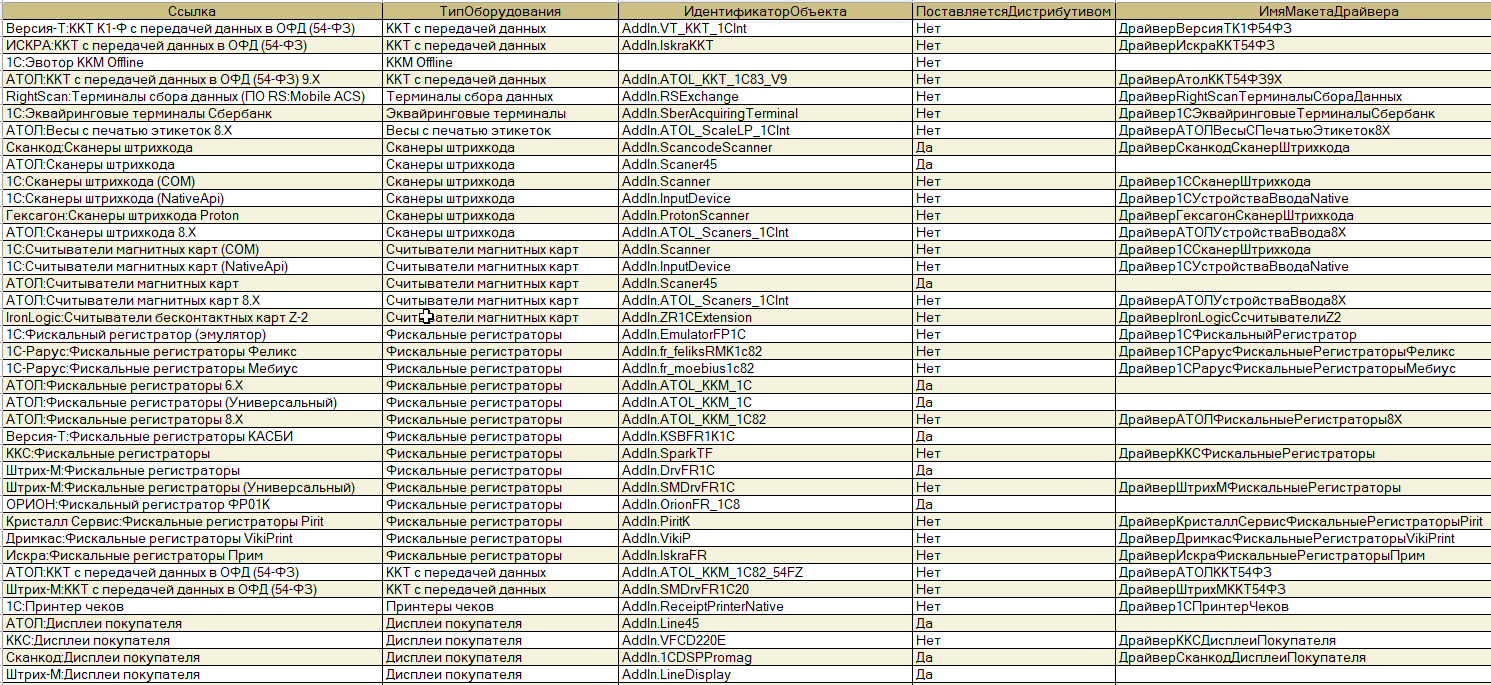 Ссылка ТипОборудования ИдентификаторОбъекта ПоставляетсяДистрибутивом ИмяМакетаДрайвера
Версия-Т:ККТ К1-Ф с передачей данных в ОФД (54-ФЗ) ККТ с передачей данных AddIn.VT_KKT_1CInt Нет ДрайверВерсияТК1Ф54ФЗ
ИСКРА:ККТ с передачей данных в ОФД (54-ФЗ) ККТ с передачей данных AddIn.IskraKKT Нет ДрайверИскраККТ54ФЗ
1С:Эвотор ККМ Offline ККМ Offline Нет
АТОЛ:ККТ с передачей данных в ОФД (54-ФЗ) 9.X ККТ с передачей данных AddIn.ATOL_KKT_1C83_V9 Нет ДрайверАтолККТ54ФЗ9X
RightScan:Терминалы сбора данных (ПО RS:Mobile ACS) Терминалы сбора данных AddIn.RSExchange Нет ДрайверRightScanТерминалыСбораДанных
1С:Эквайринговые терминалы Сбербанк Эквайринговые терминалы AddIn.SberAcquiringTerminal Нет Драйвер1СЭквайринговыеТерминалыСбербанк
АТОЛ:Весы с печатью этикеток 8.X Весы с печатью этикеток AddIn.ATOL_ScaleLP_1CInt Нет ДрайверАТОЛВесыСПечатьюЭтикеток8X
Сканкод:Сканеры штрихкода Сканеры штрихкода AddIn.ScancodeScanner Да ДрайверСканкодСканерШтрихкода
АТОЛ:Сканеры штрихкода Сканеры штрихкода AddIn.Scaner45 Да
1С:Сканеры штрихкода (COM) Сканеры штрихкода AddIn.Scanner Нет Драйвер1ССканерШтрихкода
1С:Сканеры штрихкода (NativeApi) Сканеры штрихкода AddIn.InputDevice Нет Драйвер1СУстройстваВводаNative
Гексагон:Сканеры штрихкода Proton Сканеры штрихкода AddIn.ProtonScanner Нет ДрайверГексагонСканерШтрихкода
АТОЛ:Сканеры штрихкода 8.X Сканеры штрихкода AddIn.ATOL_Scaners_1CInt Нет ДрайверАТОЛУстройстваВвода8X
1С:Считыватели магнитных карт (COM) Считыватели магнитных карт AddIn.Scanner Нет Драйвер1ССканерШтрихкода
1С:Считыватели магнитных карт (NativeApi) Считыватели магнитных карт AddIn.InputDevice Нет Драйвер1СУстройстваВводаNative
АТОЛ:Считыватели магнитных карт Считыватели магнитных карт AddIn.Scaner45 Да
АТОЛ:Считыватели магнитных карт 8.X Считыватели магнитных карт AddIn.ATOL_Scaners_1CInt Нет ДрайверАТОЛУстройстваВвода8X
IronLogic:Считыватели бесконтактных карт Z-2 Считыватели магнитных карт AddIn.ZR1CExtension Нет ДрайверIronLogicСсчитывателиZ2
1С:Фискальный регистратор (эмулятор) Фискальные регистраторы AddIn.EmulatorFP1C Нет Драйвер1СФискальныйРегистратор
1С-Рарус:Фискальные регистраторы Феликс Фискальные регистраторы AddIn.fr_feliksRMK1c82 Нет Драйвер1СРарусФискальныеРегистраторыФеликс
1С-Рарус:Фискальные регистраторы Мебиус Фискальные регистраторы AddIn.fr_moebius1c82 Нет Драйвер1СРарусФискальныеРегистраторыМебиус
АТОЛ:Фискальные регистраторы 6.X Фискальные регистраторы AddIn.ATOL_KKM_1C Да
АТОЛ:Фискальные регистраторы (Универсальный) Фискальные регистраторы AddIn.ATOL_KKM_1C Да
АТОЛ:Фискальные регистраторы 8.X Фискальные регистраторы AddIn.ATOL_KKM_1C82 Нет ДрайверАТОЛФискальныеРегистраторы8X
Версия-Т:Фискальные регистраторы КАСБИ Фискальные регистраторы AddIn.KSBFR1K1C Да
ККС:Фискальные регистраторы Фискальные регистраторы AddIn.SparkTF Нет ДрайверККСФискальныеРегистраторы
Штрих-М:Фискальные регистраторы Фискальные регистраторы AddIn.DrvFR1C Да
Штрих-М:Фискальные регистраторы (Универсальный) Фискальные регистраторы AddIn.SMDrvFR1C Нет ДрайверШтрихМФискальныеРегистраторы
ОРИОН:Фискальный регистратор ФР01К Фискальные регистраторы AddIn.OrionFR_1C8 Да
Кристалл Сервис:Фискальные регистраторы Pirit Фискальные регистраторы AddIn.PiritK Нет ДрайверКристаллСервисФискальныеРегистраторыPirit
Дримкас:Фискальные регистраторы VikiPrint Фискальные регистраторы AddIn.VikiP Нет ДрайверДримкасФискальныеРегистраторыVikiPrint
Искра:Фискальные регистраторы Прим Фискальные регистраторы AddIn.IskraFR Нет ДрайверИскраФискальныеРегистраторыПрим
АТОЛ:ККТ с передачей данных в ОФД (54-ФЗ) ККТ с передачей данных AddIn.ATOL_KKM_1C82_54FZ Нет ДрайверАТОЛККТ54ФЗ
Штрих-М:ККТ с передачей данных в ОФД (54-ФЗ) ККТ с передачей данных AddIn.SMDrvFR1C20 Нет ДрайверШтрихМККТ54ФЗ
1С:Принтер чеков Принтеры чеков AddIn.ReceiptPrinterNative Нет Драйвер1СПринтерЧеков
АТОЛ:Дисплеи покупателя Дисплеи покупателя AddIn.Line45 Да
ККС:Дисплеи покупателя Дисплеи покупателя AddIn.VFCD220E Нет ДрайверККСДисплеиПокупателя
Сканкод:Дисплеи покупателя Дисплеи покупателя AddIn.1CDSPPromag Да ДрайверСканкодДисплеиПокупателя
Штрих-М:Дисплеи покупателя Дисплеи покупателя AddIn.LineDisplay Да